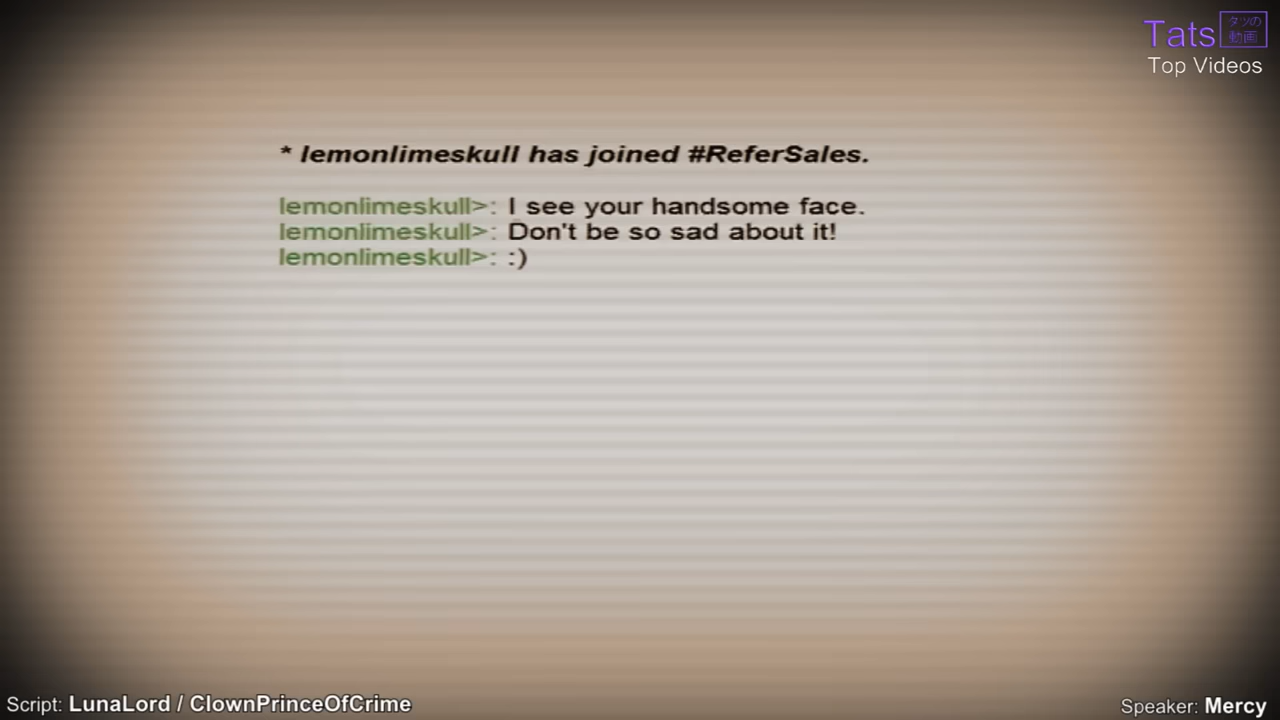 Tats タツの動画
Top Videos
* lemonlimeskull has joined #ReferSales.
lemonlimeskull>: I see your handsome face.
lemonlimeskull>: Don't be so sad about it!
lemonlimeskull>: :)
Script: LunaLord / ClownPrinceOfCrime
Speaker: Mercy